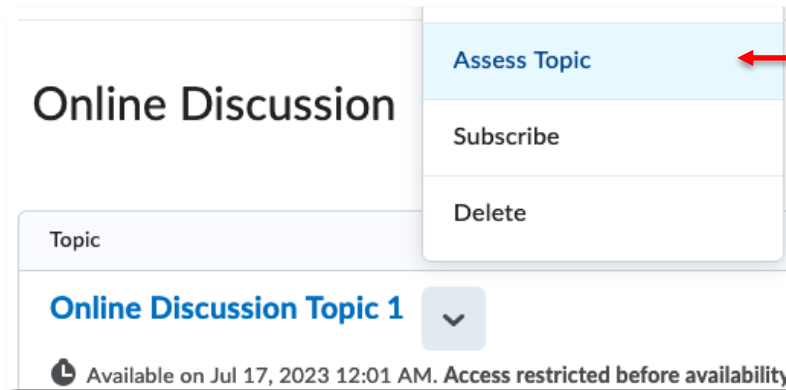 Assess Topic
Online Discussion
Subscribe
Delete
Topic
Online Discussion Topic 1
Available on Jul 17, 2023 12:01 AM. Access restricted before availability